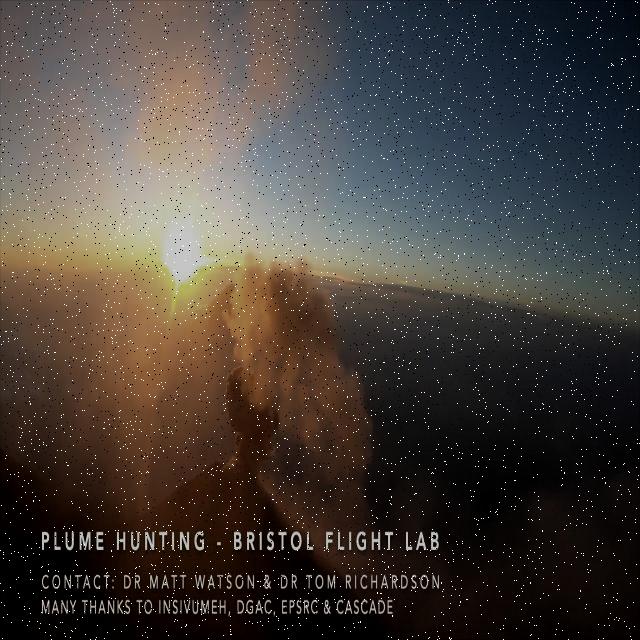 PLUME HUNTING - BRISTOL FLIGHT LAB
CONTACT: DR MATT WATSON & DR TOM RICHARDSON
MANY THANKS TO INSIVUMEH, DGAC, EPSRC & CASCADE